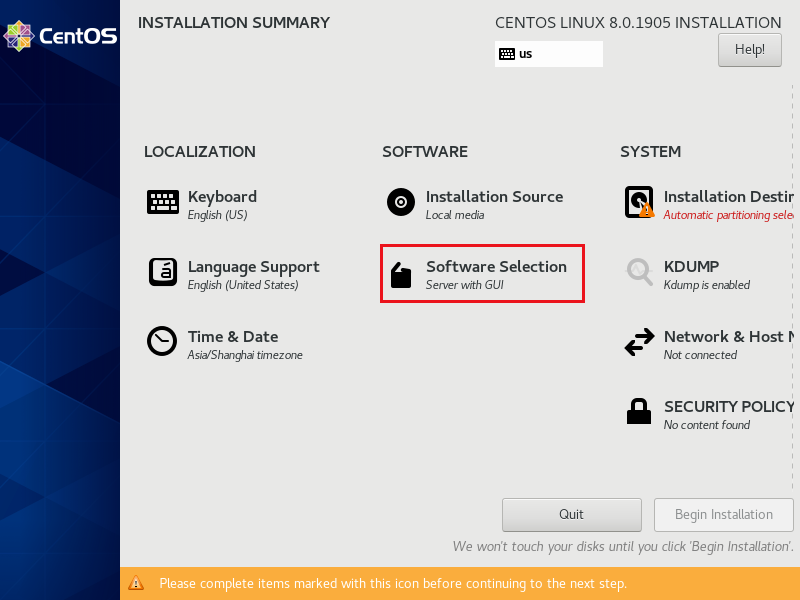 CentOS
INSTALLATION SUMMARY
CENTOS LINUX 8.0.1905 INSTALLATION
us
Help!
LOCALIZATION
Keyboard
English (US)
Language Support
English (United States)
Time & Date
Asia/Shanghai timezone
SOFTWARE
Installation Source
Local media
Software Selection
Server with GUI
SYSTEM
Installation Destin
Automatic partitioning sele
KDUMP
Kdump is enabled
Network & Host N
Not connected
SECURITY POLICY
No content found
Quit
Begin Installation
We won't touch your disks until you click 'Begin Installation'.
Please complete items marked with this icon before continuing to the next step.